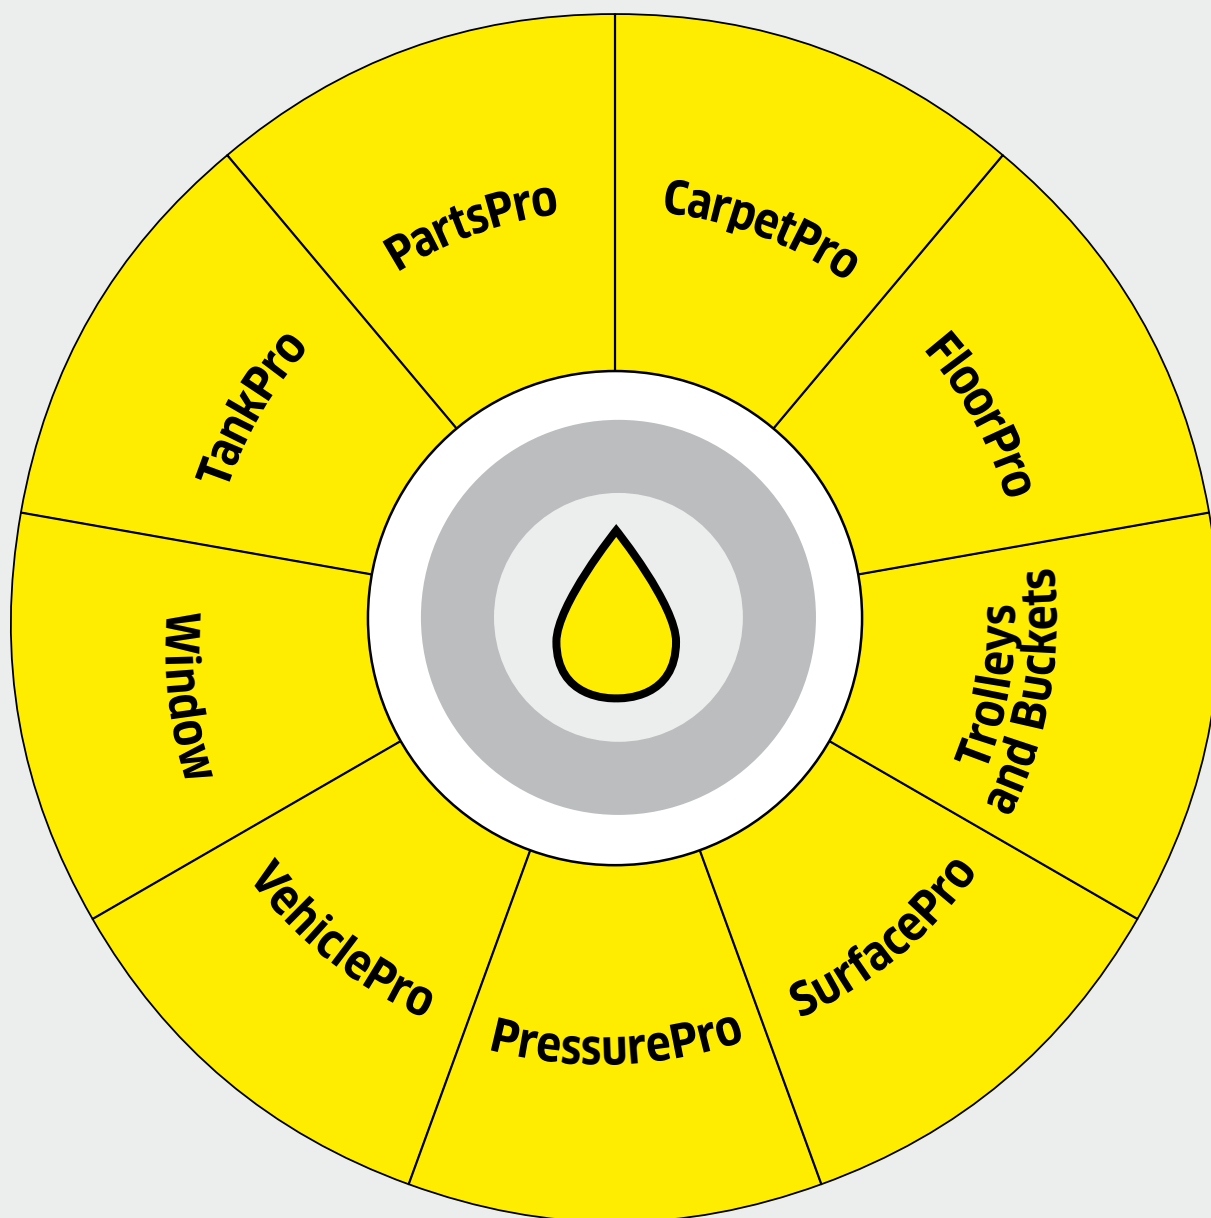 CarpetPro
FloorPro
Trolleys
and Buckets
SurfacePro
PressurePro
VehiclePro
Window
TankPro
PartsPro